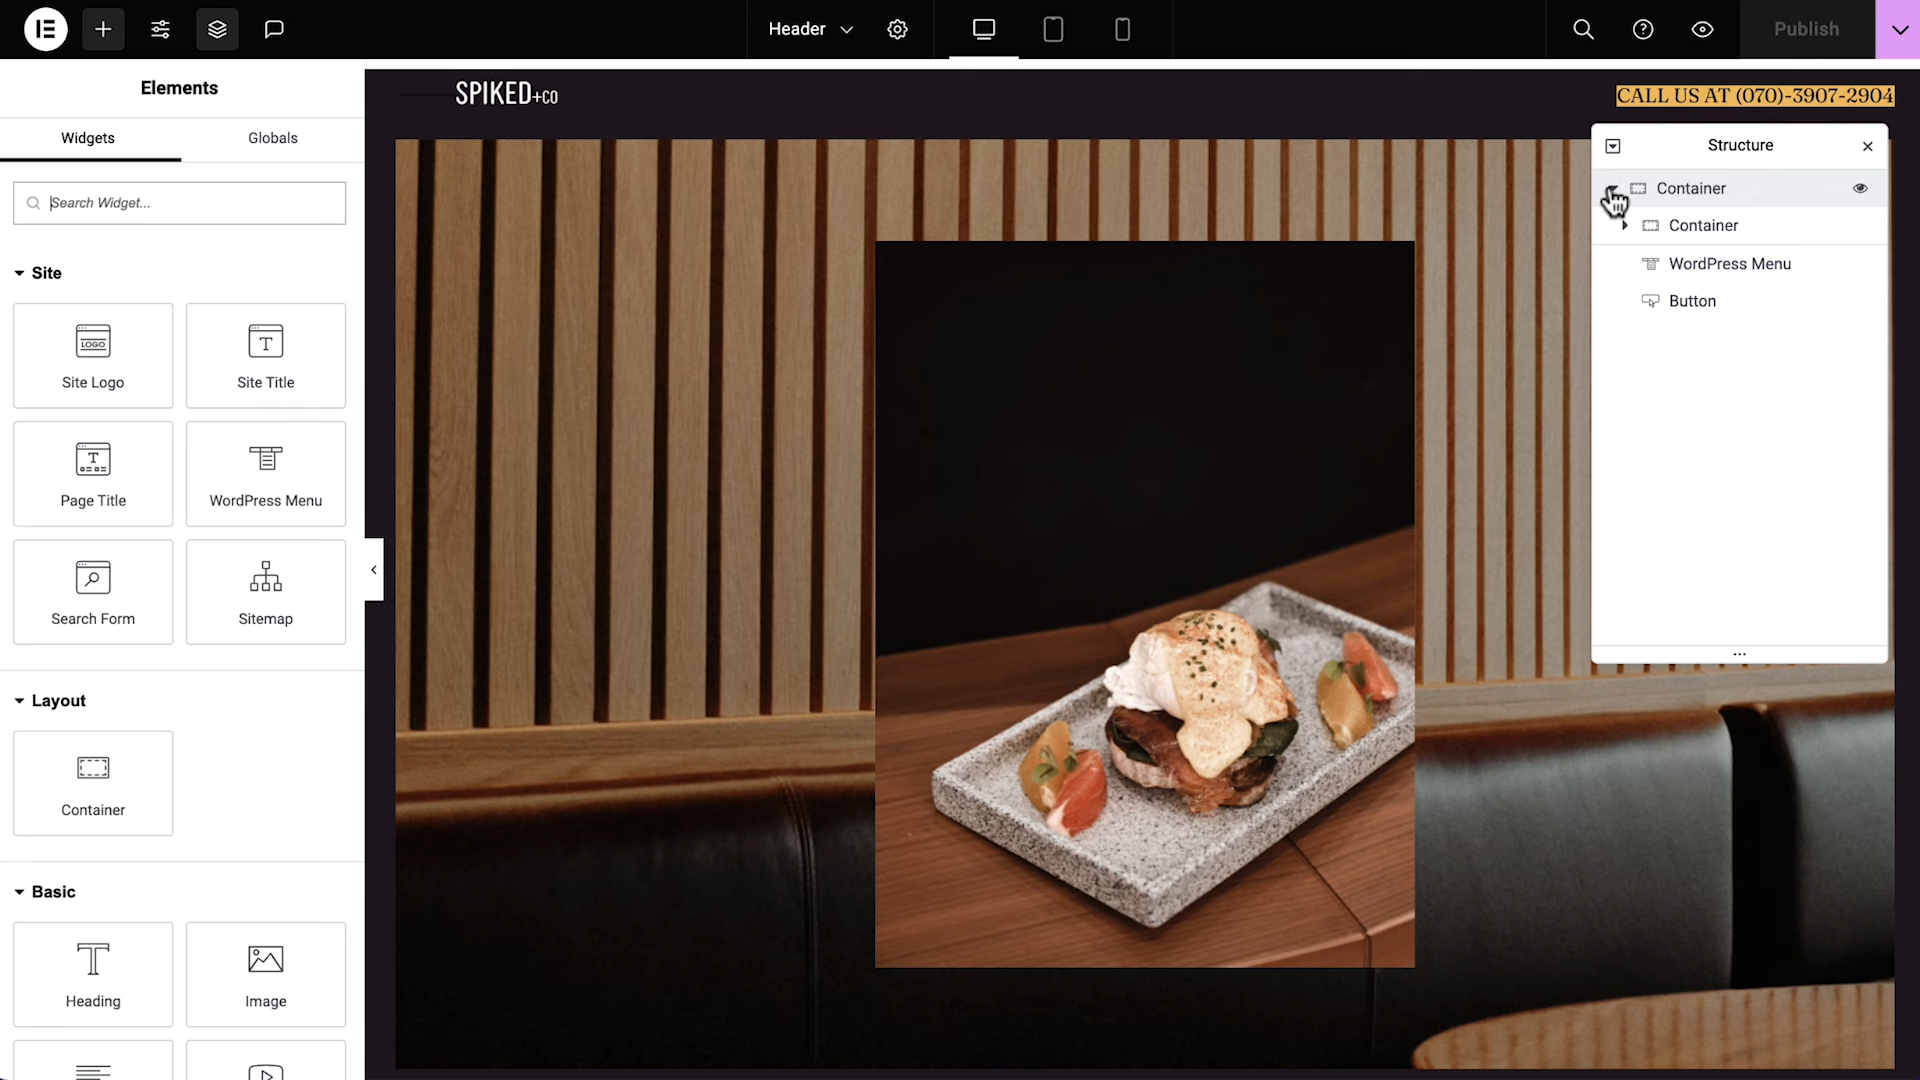 Header
Publish
Elements
Widgets
Globals
Search Widget...
Site
LOGO
Site Logo
T
Site Title
T
Page Title
WordPress Menu
Search Form
Sitemap
Layout
Container
Basic
Heading
Image
SPIKED+CO
CALL US AT (070)-3907-2904
Structure
Container
Container
WordPress Menu
Button